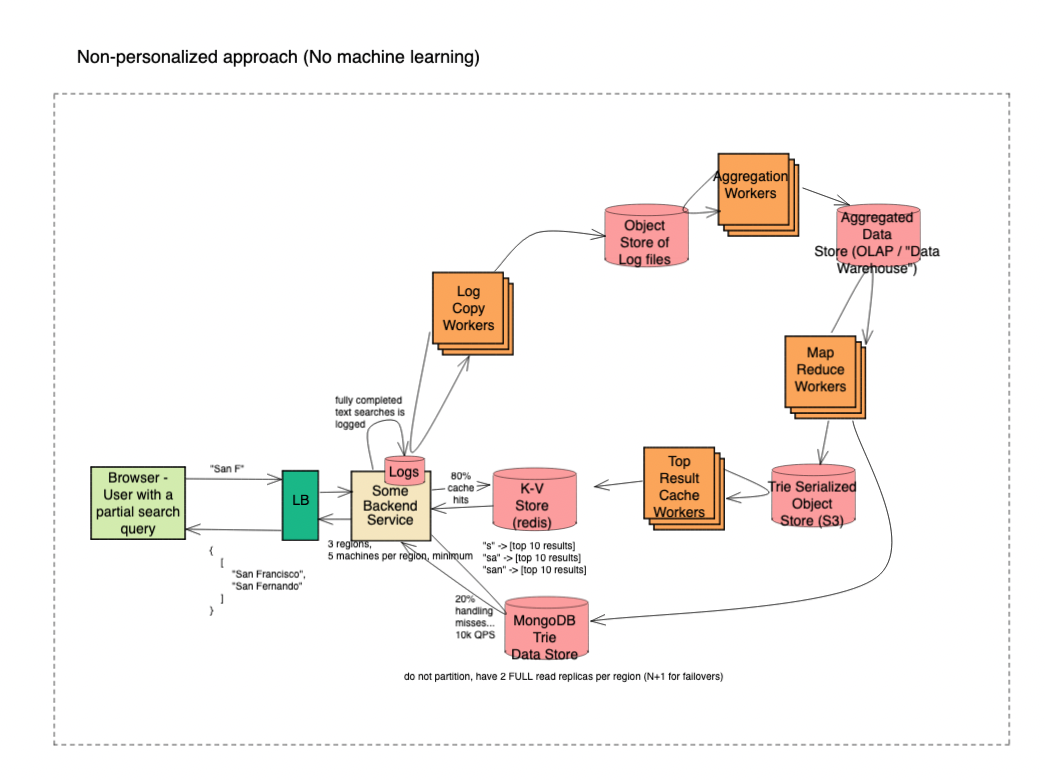 Non-personalized approach (No machine learning)
Aggregation
Workers
Object
Store of
Log files
Aggregated
Data
Store (OLAP / "Data
Warehouse")
Log
Copy
Workers
Map
Reduce
Workers
fully completed
text searches is
logged
Logs
Browser -
User with a
partial search
query
"San F"
LB
Some
Backend
Service
80%
cache
hits
K-V
Store
(redis)
Top
Result
Cache
Workers
Trie Serialized
Object
Store (S3)
{
[
"San Francisco",
"San Fernando"
]
}
3 regions,
5 machines per region, minimum
"s" -> [top 10 results]
"sa" -> [top 10 results]
"san" -> [top 10 results]
20%
handling
misses...
10k QPS
MongoDB
Trie
Data Store
do not partition, have 2 FULL read replicas per region (N+1 for failovers)